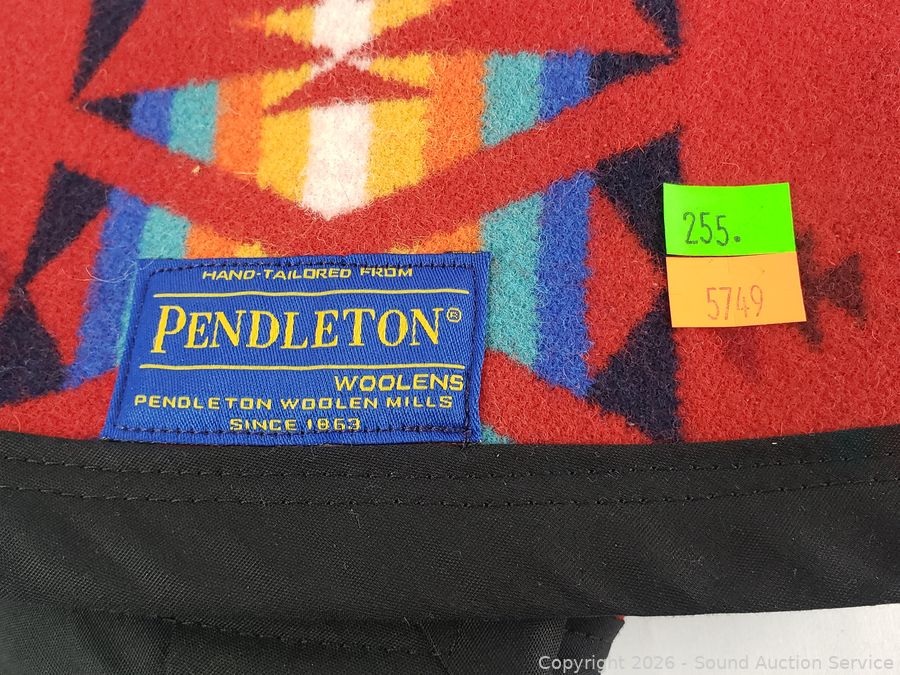 HAND-TAILORED FROM
PENDLETON®
WOOLENS
PENDLETON WOOLEN MILLS
SINCE 1863
255.
5749
Copyright 2026 - Sound Auction Service